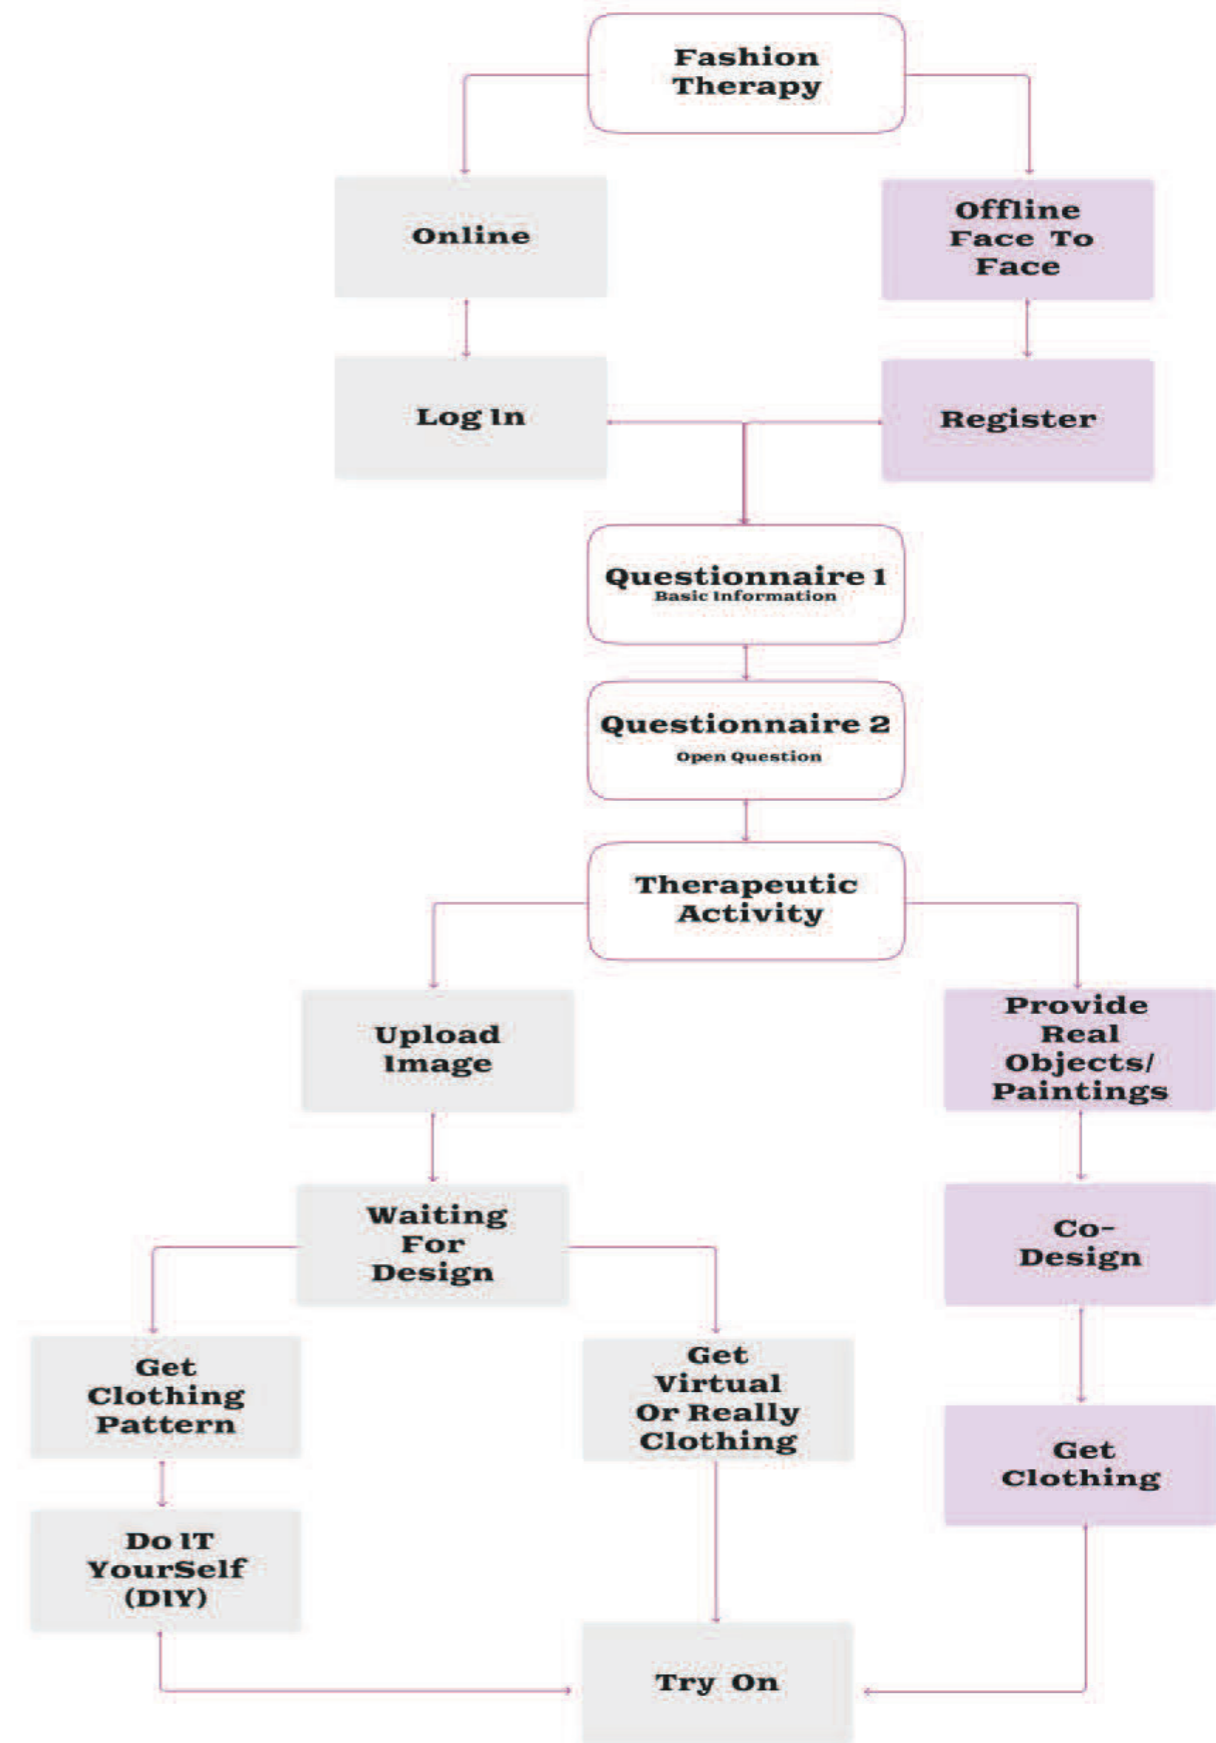 Fashion
Therapy
Online
Offline
Face To
Face
Log In
Register
Questionnaire 1
Basic Information
Questionnaire 2
Open Question
Therapeutic
Activity
Upload
Image
Provide
Real
Objects/
Paintings
Waiting
For
Design
Co-
Design
Get
Clothing
Pattern
Get
Virtual
Or Really
Clothing
Get
Clothing
Do IT
YourSelf
(DIY)
Try On